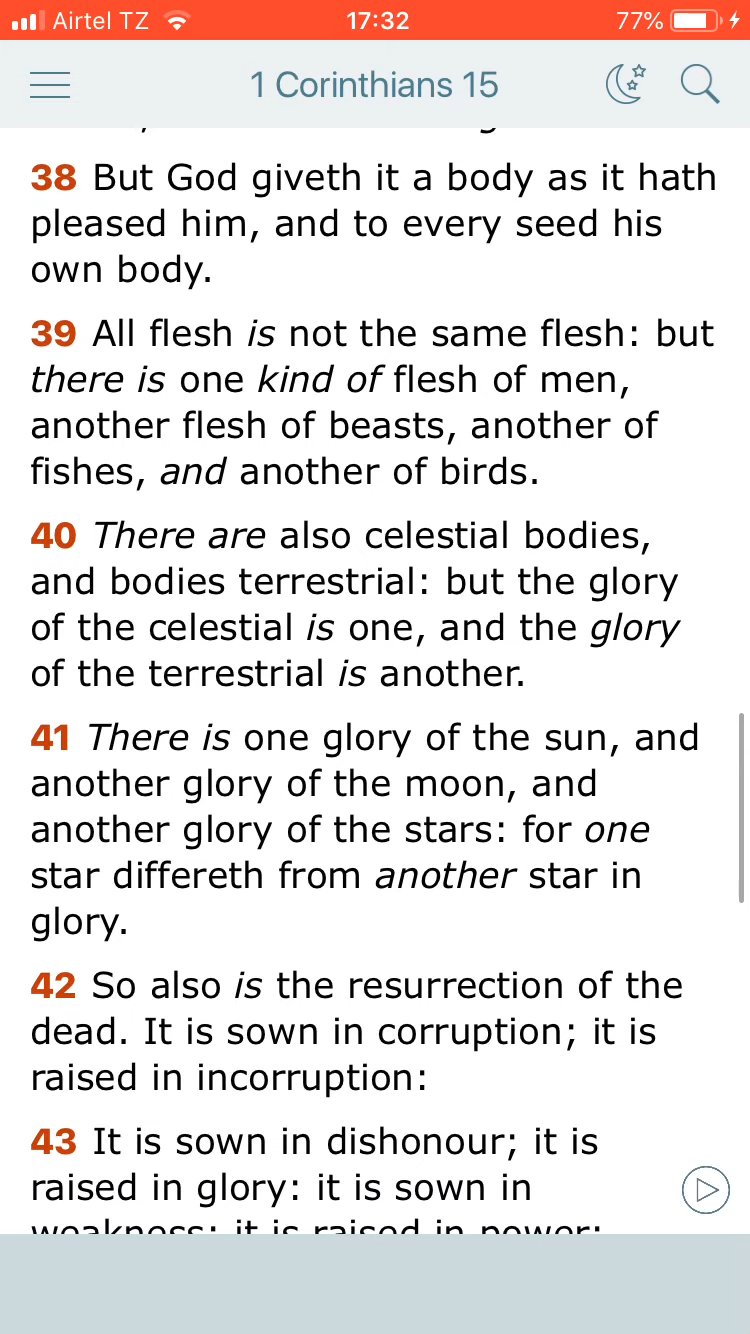 Airtel TZ 17:32 77%
1 Corinthians 15
38 But God giveth it a body as it hath
pleased him, and to every seed his
own body.
39 All flesh is not the same flesh: but
there is one kind of flesh of men,
another flesh of beasts, another of
fishes, and another of birds.
40 There are also celestial bodies,
and bodies terrestrial: but the glory
of the celestial is one, and the glory
of the terrestrial is another.
41 There is one glory of the sun, and
another glory of the moon, and
another glory of the stars: for one
star differeth from another star in
glory.
42 So also is the resurrection of the
dead. It is sown in corruption; it is
raised in incorruption:
43 It is sown in dishonour; it is
raised in glory: it is sown in
weakness; it is raised in power: